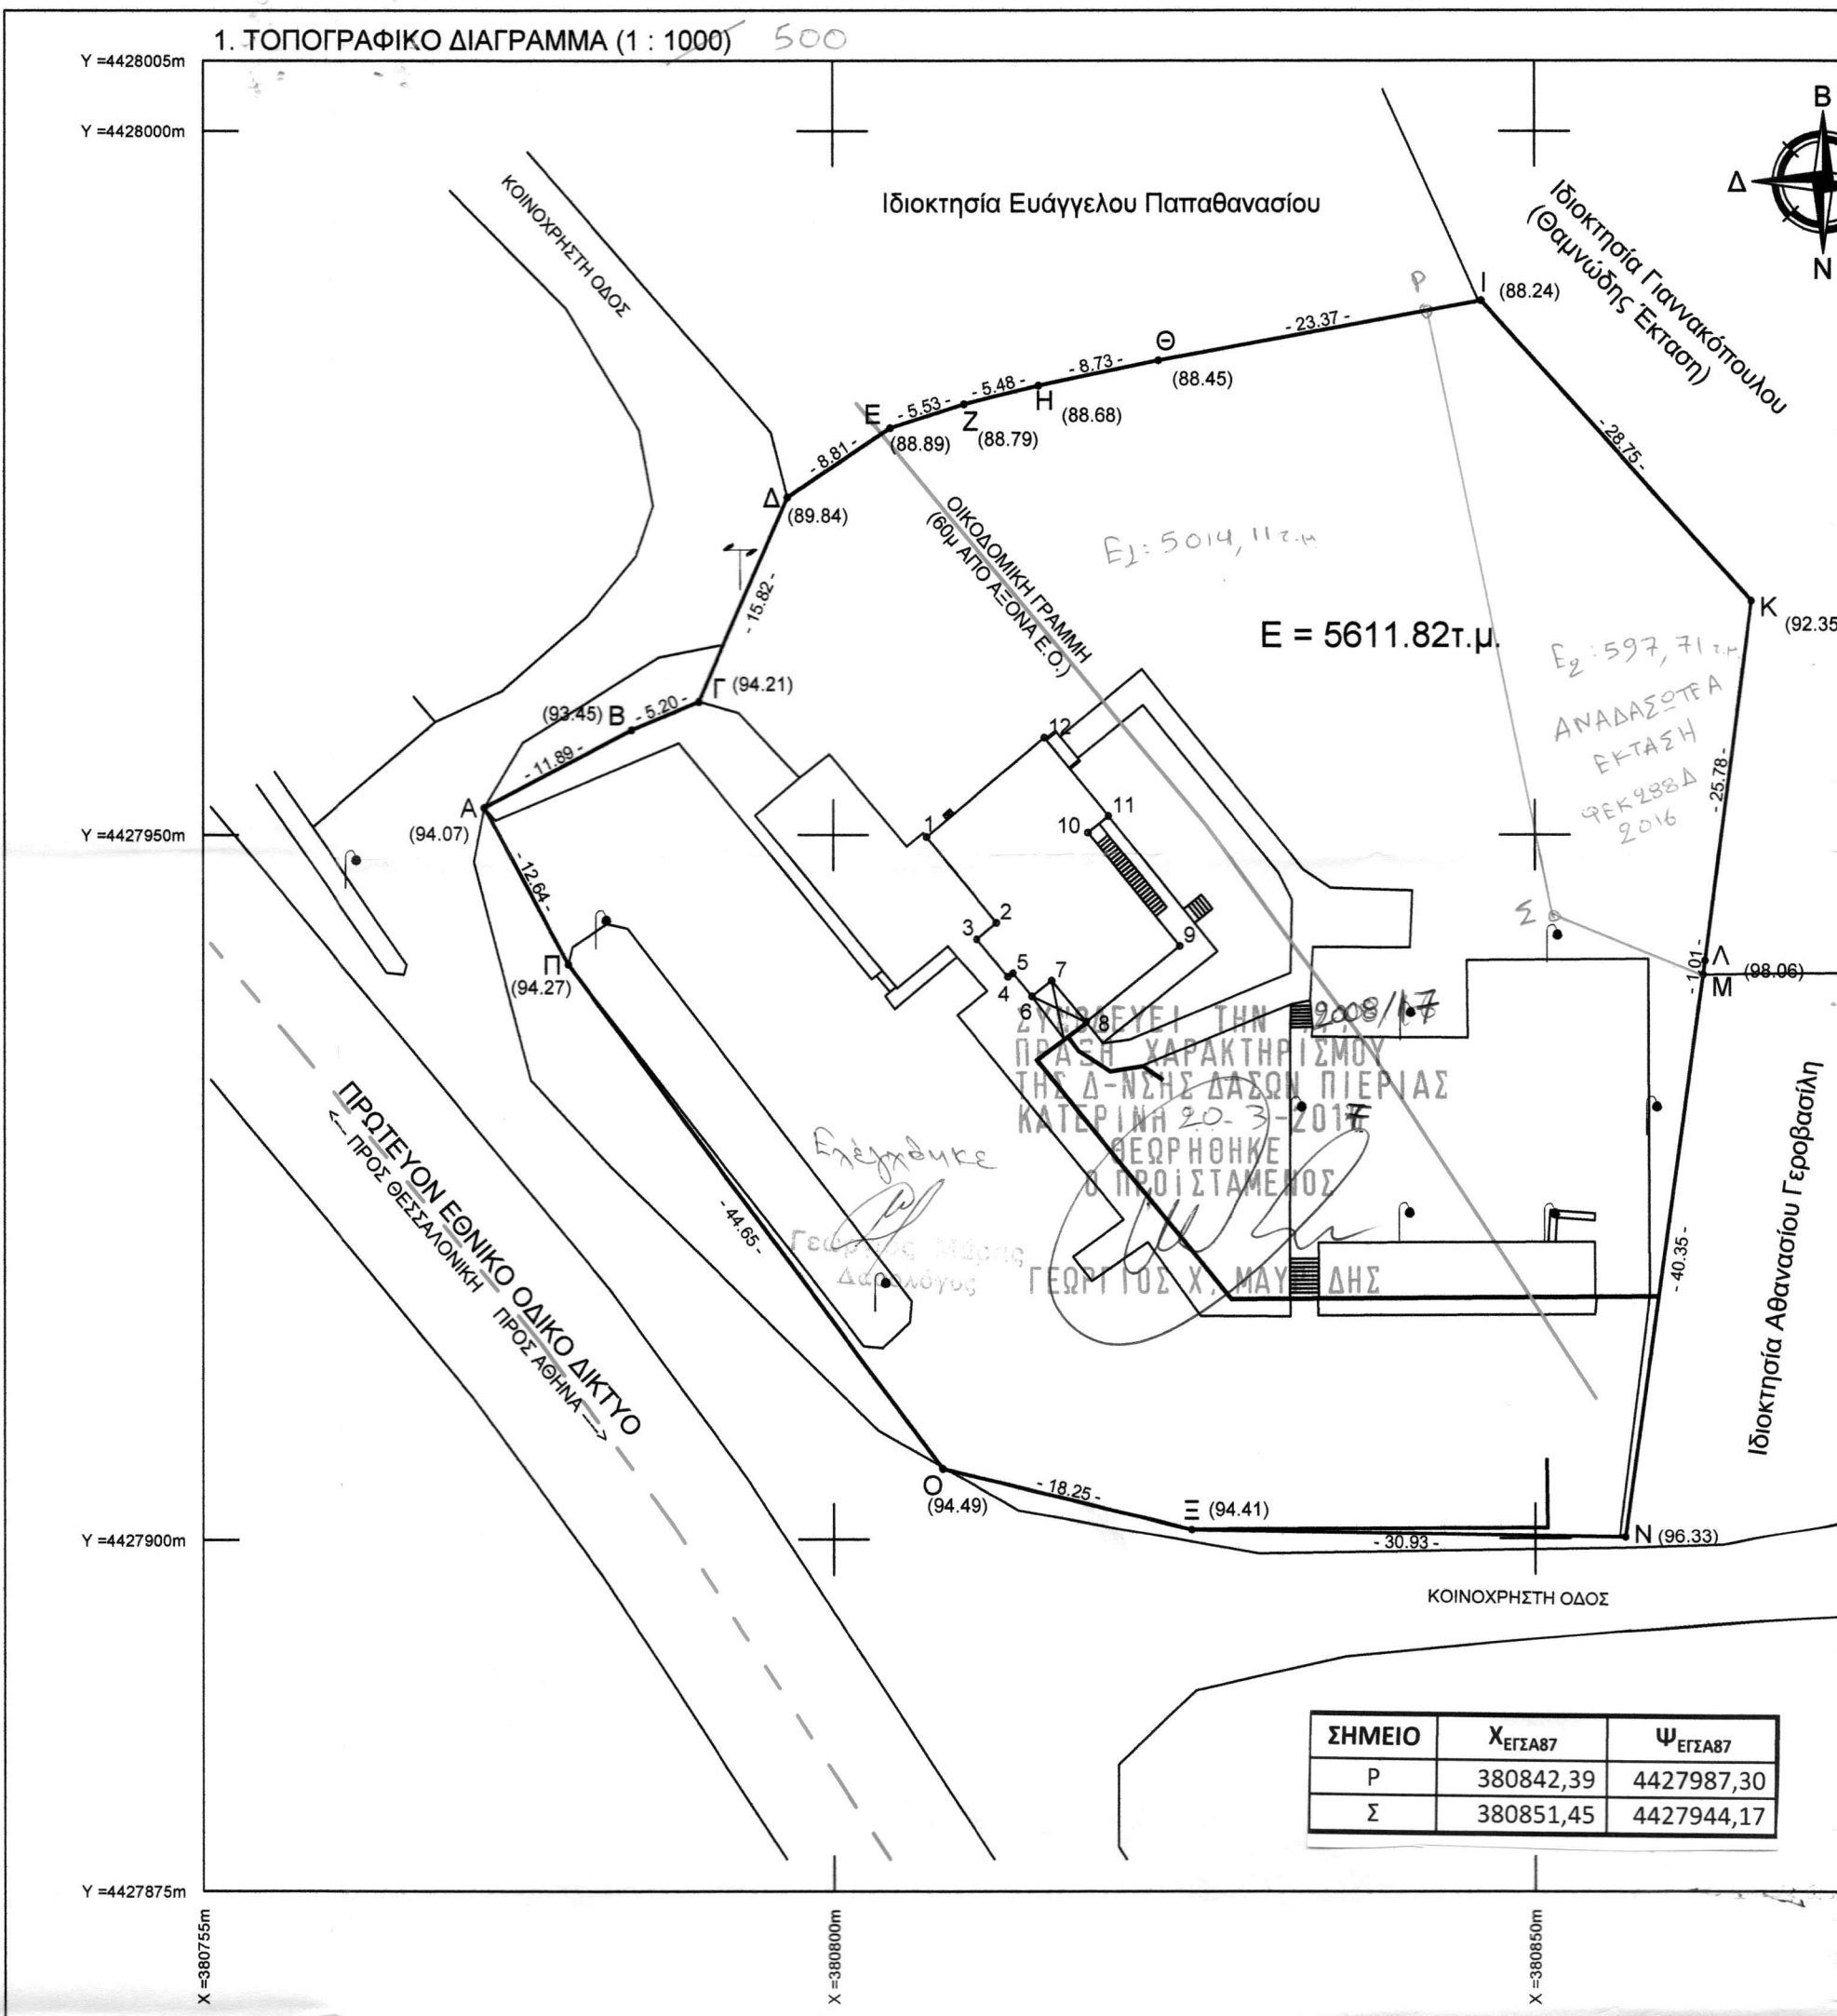 1. ΤΟΠΟΓΡΑΦΙΚΟ ΔΙΑΓΡΑΜΜΑ (1 : 1000) 500
Y =4428005m
Y =4428000m
Β
Δ
Ν
ΚΟΙΝΟΧΡΗΣΤΗ ΟΔΟΣ
Ιδιοκτησία Ευάγγελου Παπαθανασίου
Ιδιοκτησία Γιαννακόπουλου
(Θαμνώδης Έκταση)
Ρ
Ι (88.24)
- 23.37 -
Θ
(88.45)
- 8.73 -
- 5.48 -
Η (88.68)
- 5.53 -
Ζ (88.79)
Ε
(88.89)
- 8.81 -
- 28.75 -
Δ
(89.84)
ΟΙΚΟΔΟΜΙΚΗ ΓΡΑΜΜΗ
(60μ ΑΠΟ ΑΞΟΝΑ Ε.Ο.)
Ε1: 5014,11 τ.μ
- 15.82 -
Κ (92.35
Ε = 5611.82τ.μ.
Ε2: 597,71 τ.μ
ΑΝΑΔΑΣΩΤΕΑ
ΕΚΤΑΣΗ
ΦΕΚ 288Δ
2016
Γ (94.21)
(93.45) Β
- 5.20 -
- 11.89 -
12
- 25.78 -
Α
(94.07)
Y =4427950m
1
10
11
- 12.64 -
2
3
9
Σ
Π
(94.27)
5
4
7
6
8
- 1.01 -
Λ
(98.06)
Μ
ΣΥΝΟΔΕΥΕΙ ΤΗΝ 2008/17
ΠΡΑΞΗ ΧΑΡΑΚΤΗΡΙΣΜΟΥ
ΤΗΣ Δ-ΝΣΗΣ ΔΑΣΩΝ ΠΙΕΡΙΑΣ
ΚΑΤΕΡΙΝΗ 20-3-2017
ΘΕΩΡΗΘΗΚΕ
Ο ΠΡΟΪΣΤΑΜΕΝΟΣ
ΓΕΩΡΓΙΟΣ Χ. ΜΑΥ ΔΗΣ
Ελέγχθηκε
Γεώργιος
Δασολόγος
ΠΡΩΤΕΥΟΝ ΕΘΝΙΚΟ ΟΔΙΚΟ ΔΙΚΤΥΟ
<--- ΠΡΟΣ ΘΕΣΣΑΛΟΝΙΚΗ ΠΡΟΣ ΑΘΗΝΑ --->
- 44.65 -
- 40.35 -
Ιδιοκτησία Αθανασίου Γεροβασίλη
Ο
(94.49)
- 18.25 -
Ξ (94.41)
- 30.93 -
Ν (96.33)
Y =4427900m
ΚΟΙΝΟΧΡΗΣΤΗ ΟΔΟΣ
ΣΗΜΕΙΟ ΧΕΓΣΑ87 ΨΕΓΣΑ87
Ρ 380842,39 4427987,30
Σ 380851,45 4427944,17
Y =4427875m
X =380755m
X =380800m
X =380850m